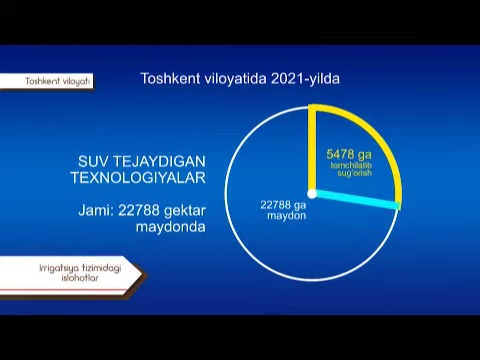 Toshkent viloyatida 2021-yilda
Toshkent viloyati
SUV TEJAYDIGAN
TEXNOLOGIYALAR
Jami: 22788 gektar
maydonda
5478 ga
tomchilatib
sug'orish
22788 ga
maydon
Irrigatsiya tizimidagi
islohotlar